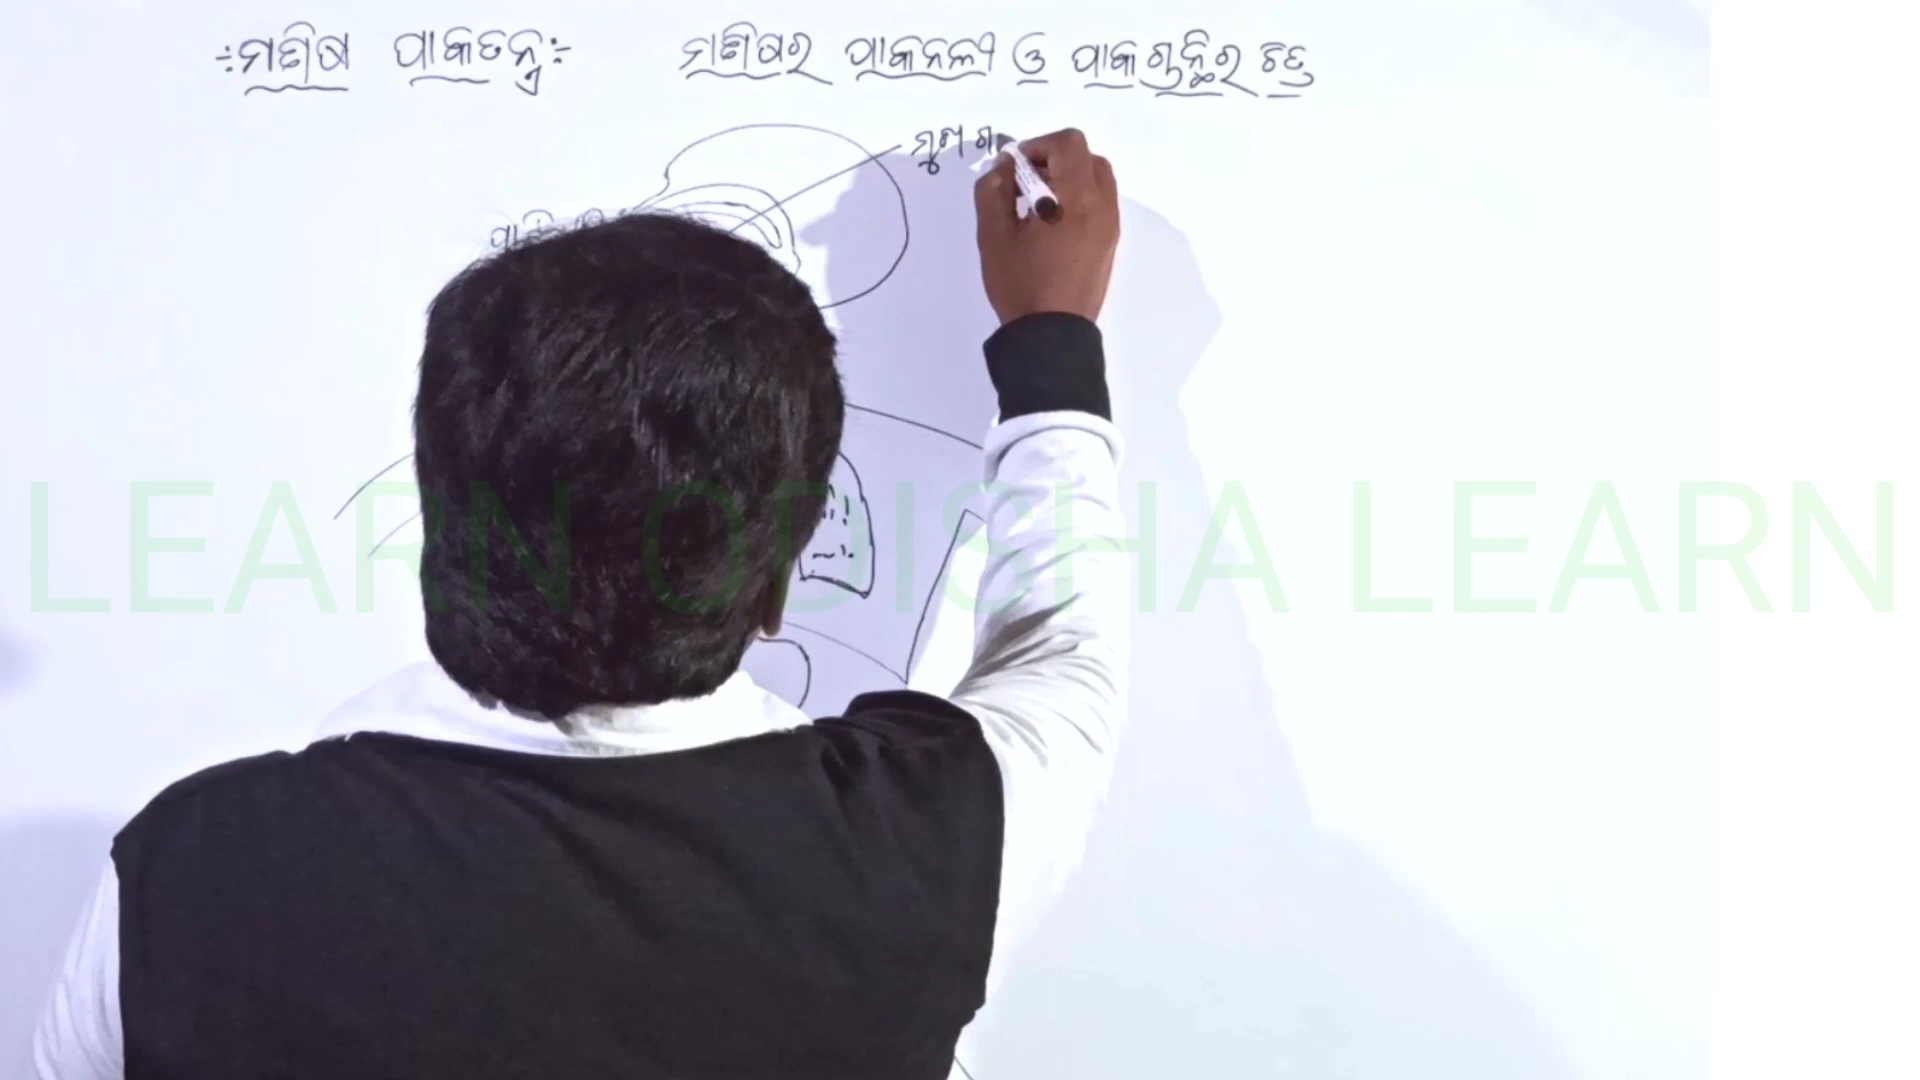 ମଣିଷ ପାକତନ୍ତ୍ର ମଣିଷର ପାକନଳୀ ଓ ପାକଗ୍ରନ୍ଥିର ଚିତ୍ର
ମୁଖ ଗ
LEARN ODISHA LEARN